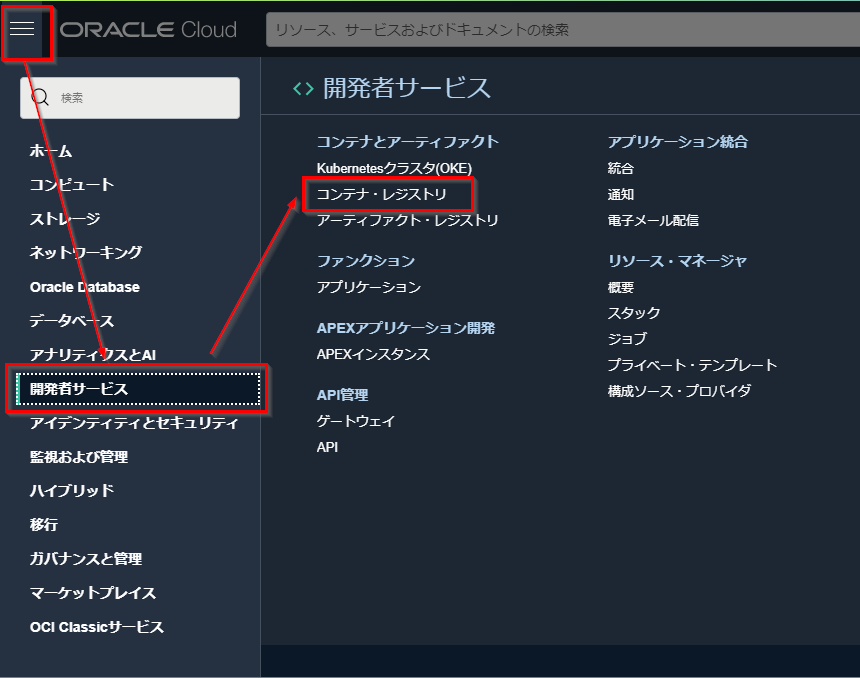 ORACLE Cloud
リソース、サービスおよびドキュメントの検索
検索
ホーム
コンピュート
ストレージ
ネットワーキング
Oracle Database
データベース
アナリティクスとAI
開発者サービス
アイデンティティとセキュリティ
監視および管理
ハイブリッド
移行
ガバナンスと管理
マーケットプレイス
OCI Classicサービス
<> 開発者サービス
コンテナとアーティファクト
Kubernetesクラスタ(OKE)
コンテナ・レジストリ
アーティファクト・レジストリ
ファンクション
アプリケーション
APEXアプリケーション開発
APEXインスタンス
API管理
ゲートウェイ
API
アプリケーション統合
統合
通知
電子メール配信
リソース・マネージャ
概要
スタック
ジョブ
プライベート・テンプレート
構成ソース・プロバイダ